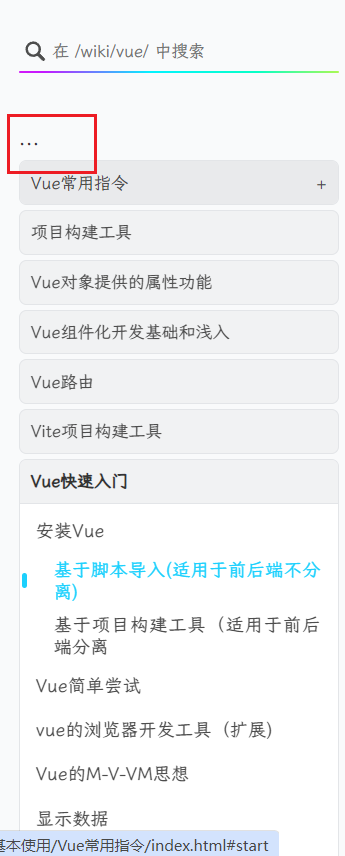 在 /wiki/vue/ 中搜索
...
Vue常用指令 +
项目构建工具
Vue对象提供的属性功能
Vue组件化开发基础和浅入
Vue路由
Vite项目构建工具
Vue快速入门
安装Vue
基于脚本导入(适用于前后端不分
离)
基于项目构建工具（适用于前后
端分离
Vue简单尝试
vue的浏览器开发工具（扩展)
Vue的M-V-VM思想
显示数据
基本使用/Vue常用指令/index.html#start